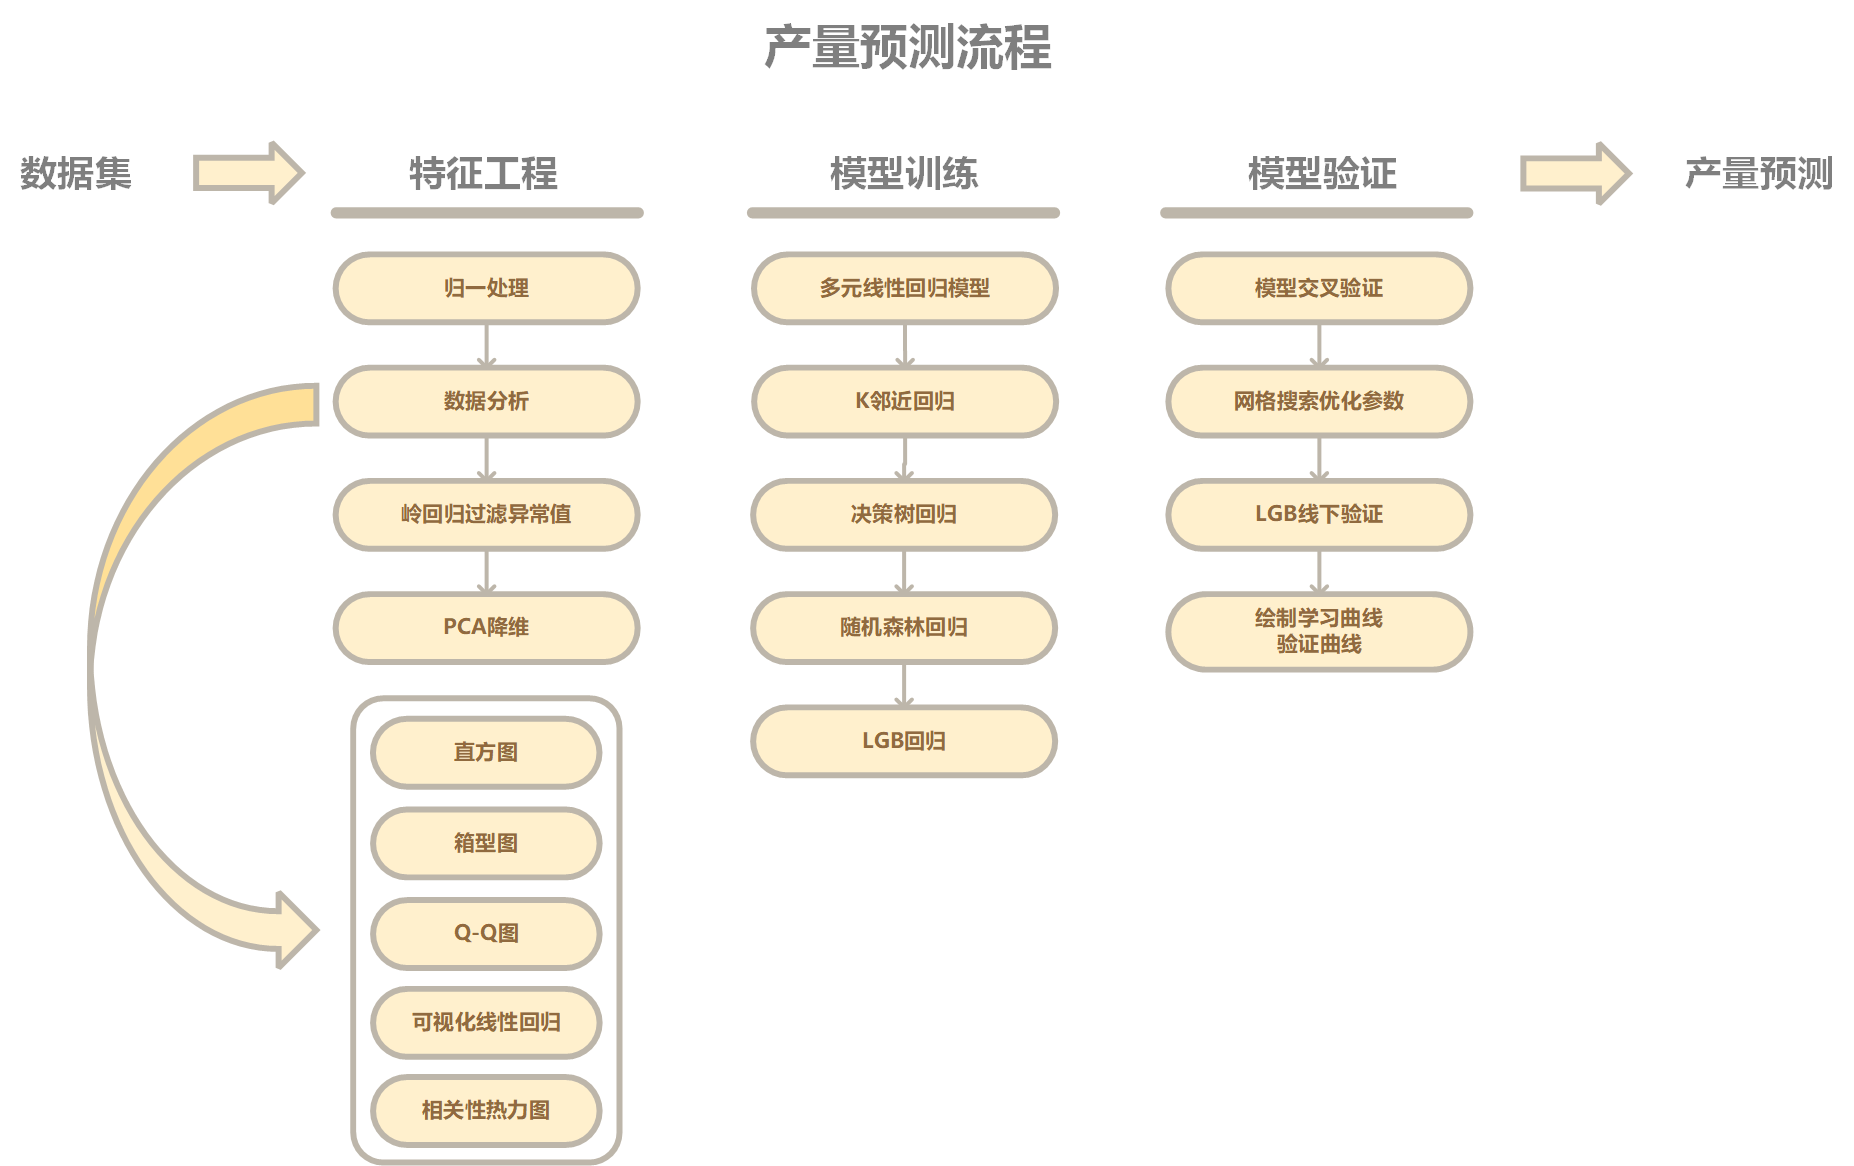 产量预测流程
数据集
特征工程
模型训练
模型验证
产量预测
归一处理
数据分析
岭回归过滤异常值
PCA降维
直方图
箱型图
Q-Q图
可视化线性回归
相关性热力图
多元线性回归模型
K邻近回归
决策树回归
随机森林回归
LGB回归
模型交叉验证
网格搜索优化参数
LGB线下验证
绘制学习曲线
验证曲线